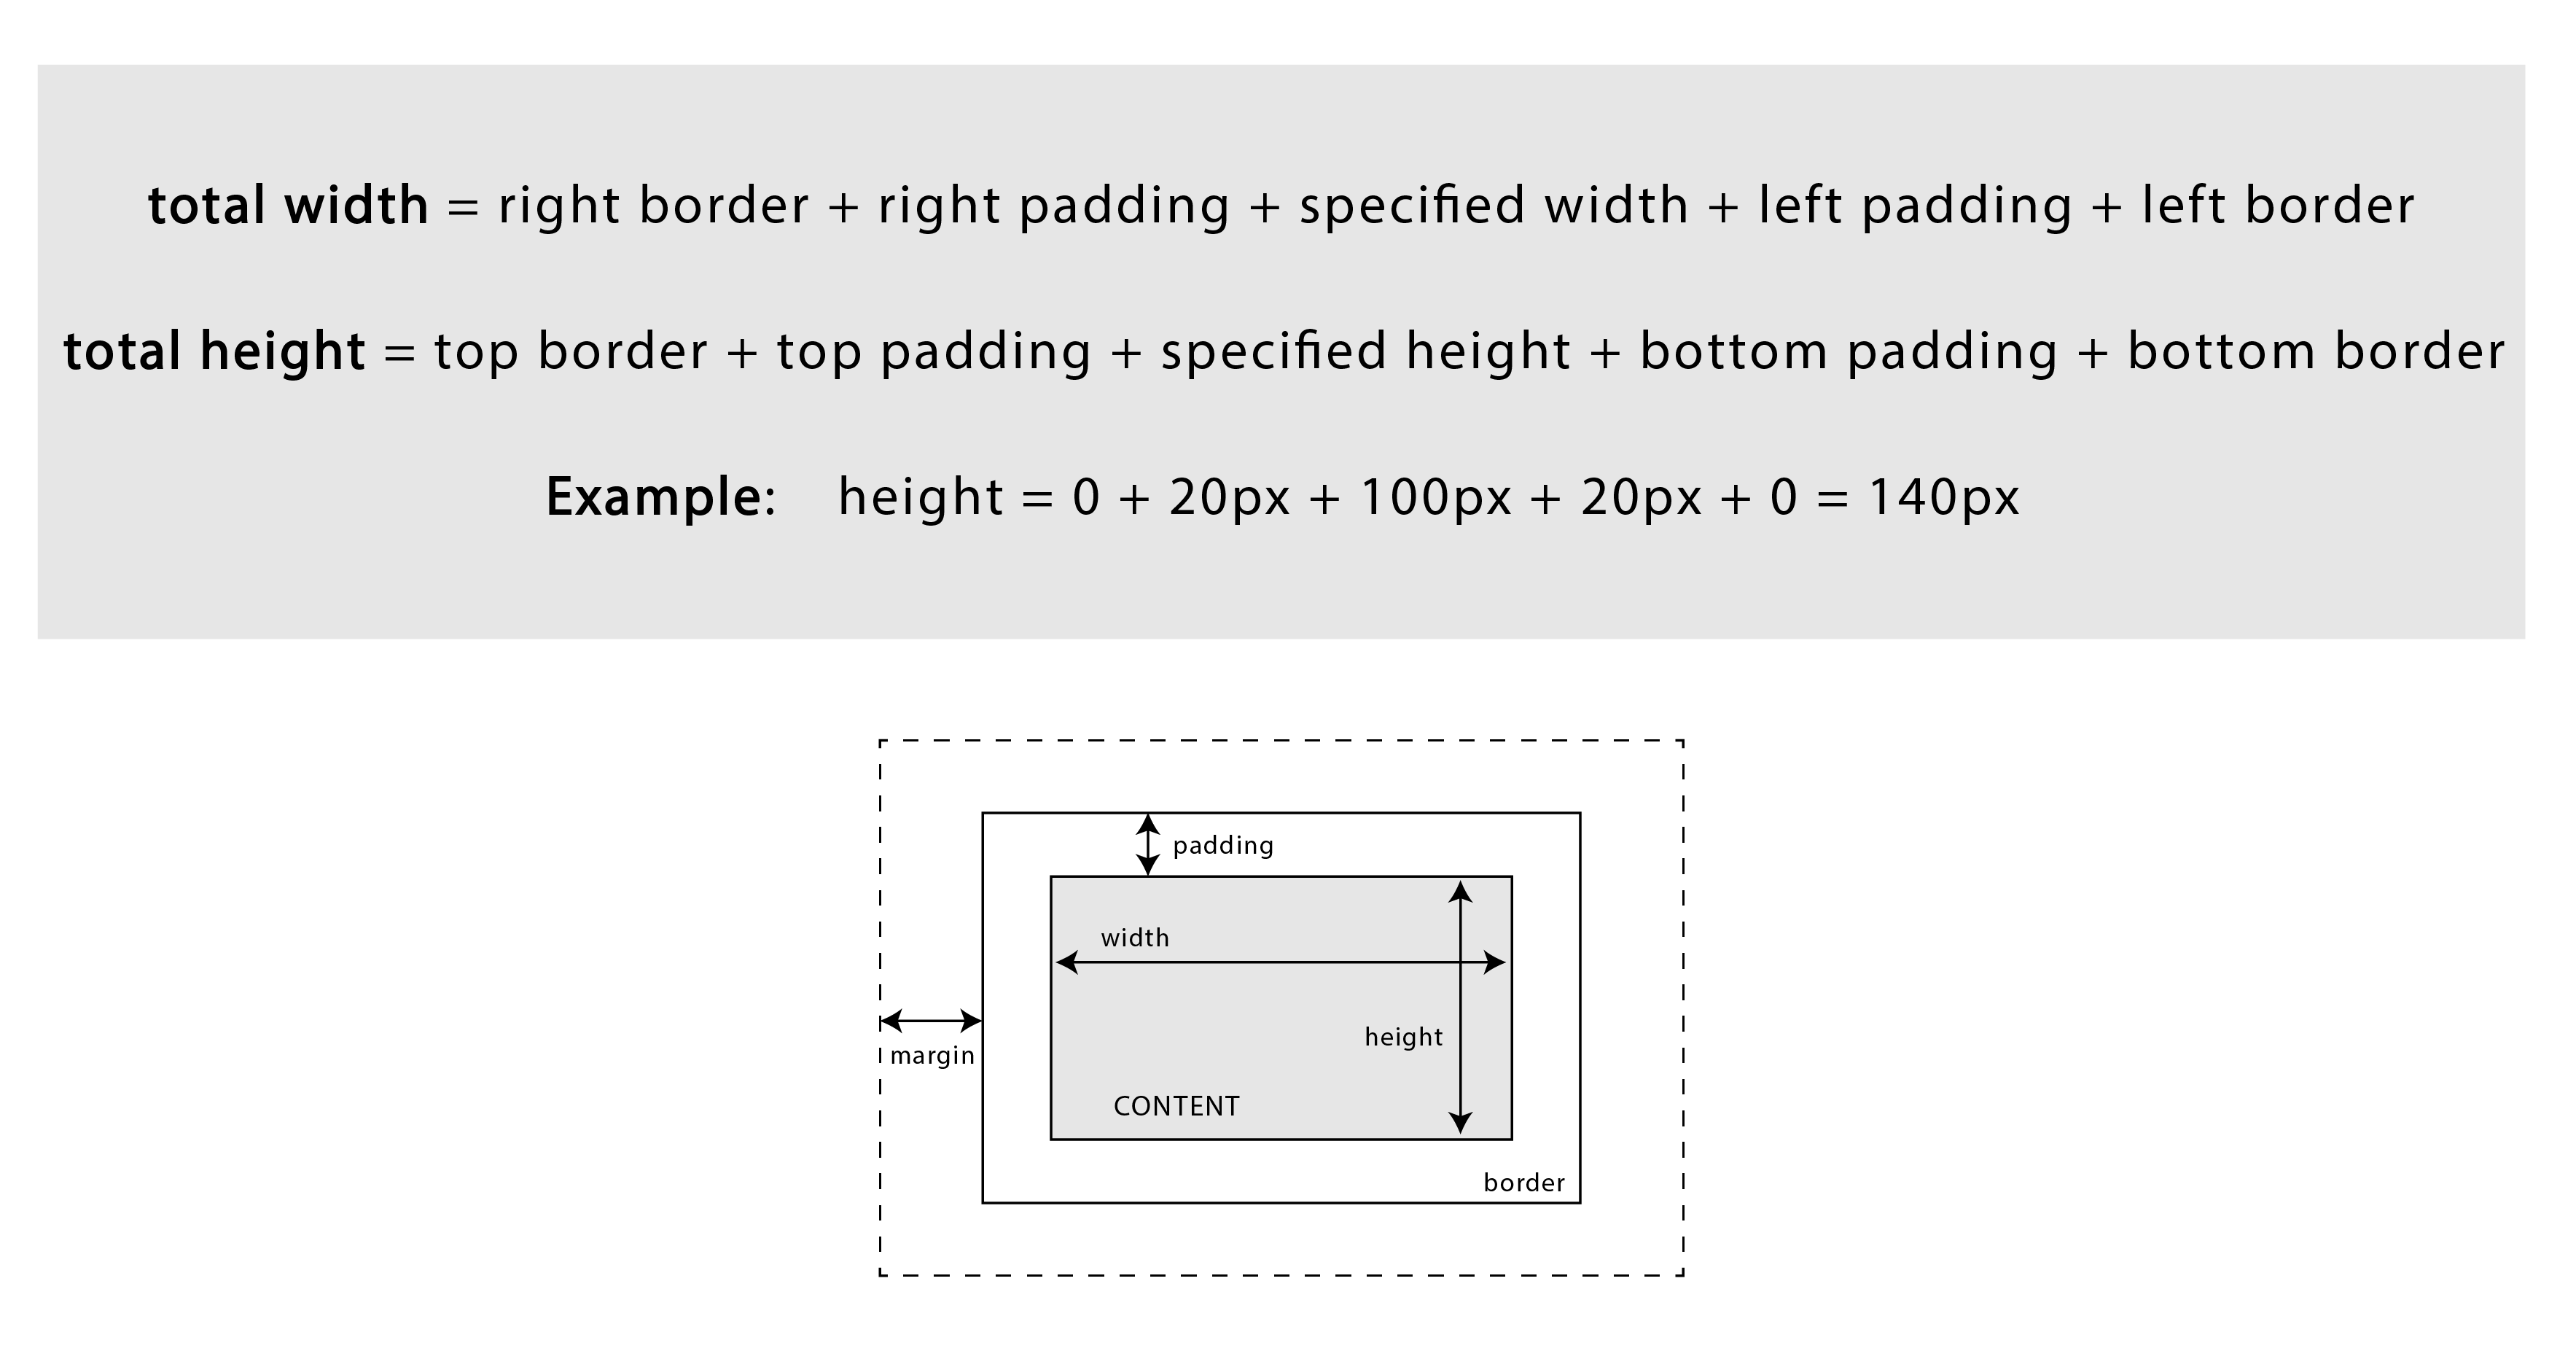 total width = right border + right padding + specified width + left padding + left border
total height = top border + top padding + specified height + bottom padding + bottom border
Example: height = 0 + 20px + 100px + 20px + 0 = 140px
padding
width
height
margin
CONTENT
border